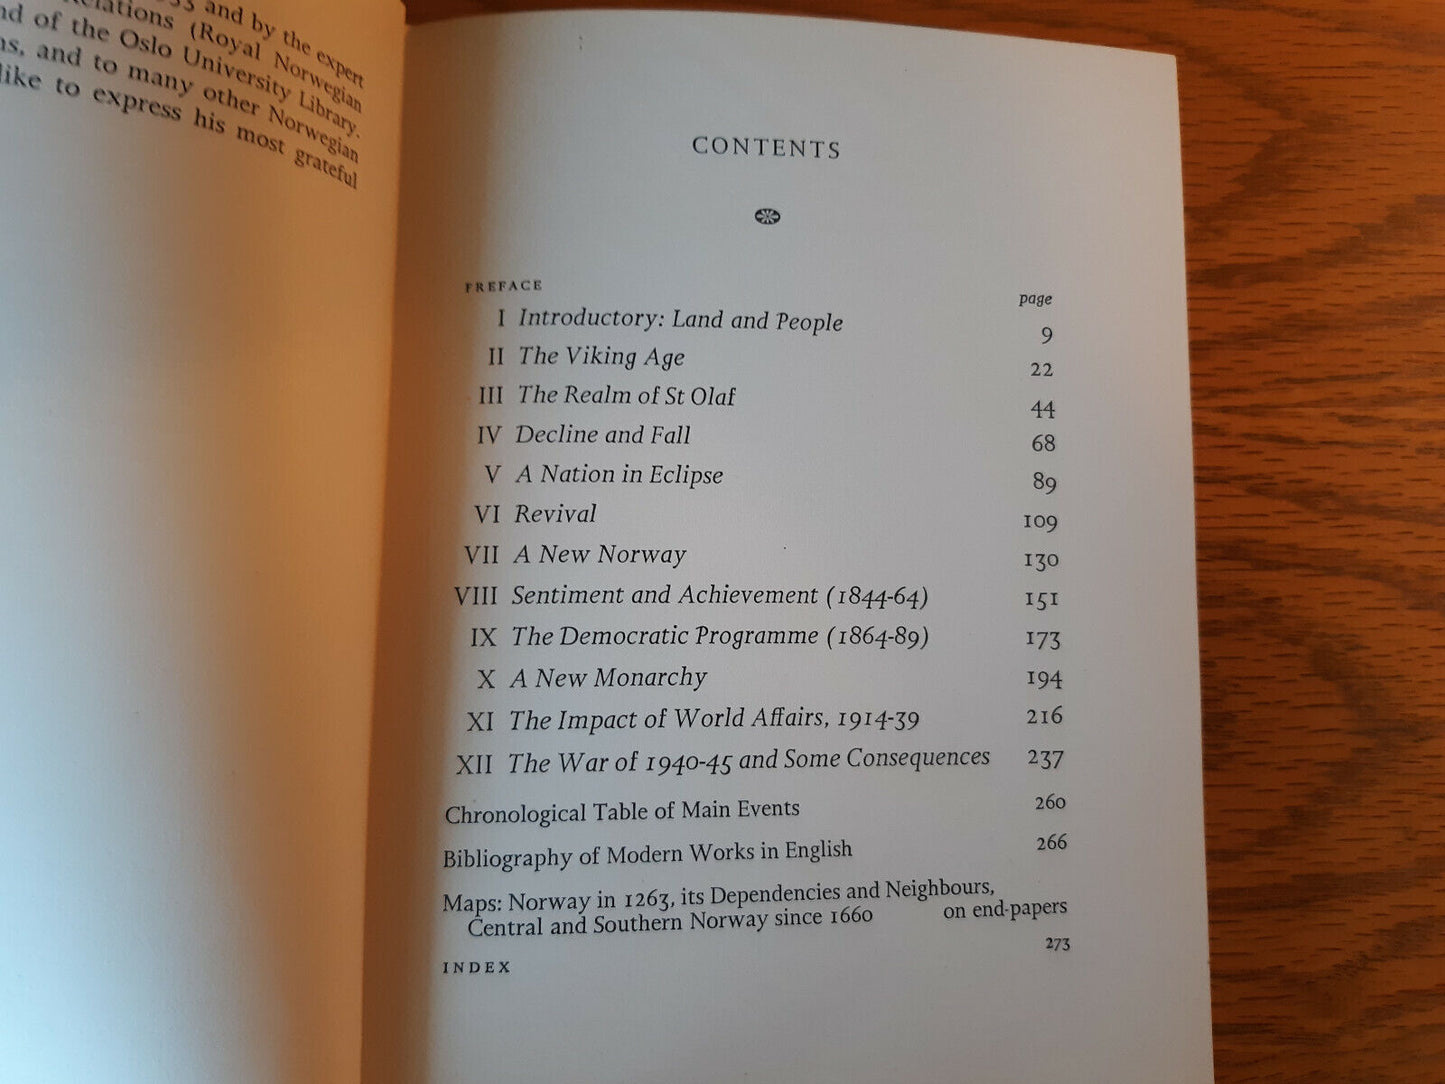 and by the expert
(Royal Norwegian
of the Oslo University Library.
and to many other Norwegian
like to express his most grateful
CONTENTS
PREFACE
page
I Introductory: Land and People 9
II The Viking Age 22
III The Realm of St Olaf 44
IV Decline and Fall 68
V A Nation in Eclipse 89
VI Revival 109
VII A New Norway 130
VIII Sentiment and Achievement (1844-64) 151
IX The Democratic Programme (1864-89) 173
X A New Monarchy 194
XI The Impact of World Affairs, 1914-39 216
XII The War of 1940-45 and Some Consequences 237
Chronological Table of Main Events 260
Bibliography of Modern Works in English 266
Maps: Norway in 1263, its Dependencies and Neighbours,
Central and Southern Norway since 1660 on end-papers
INDEX 273